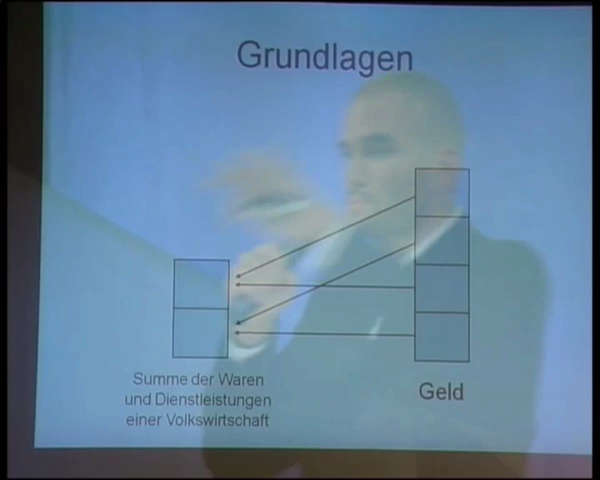 Grundlagen
Summe der Waren
und Dienstleistungen
einer Volkswirtschaft
Geld